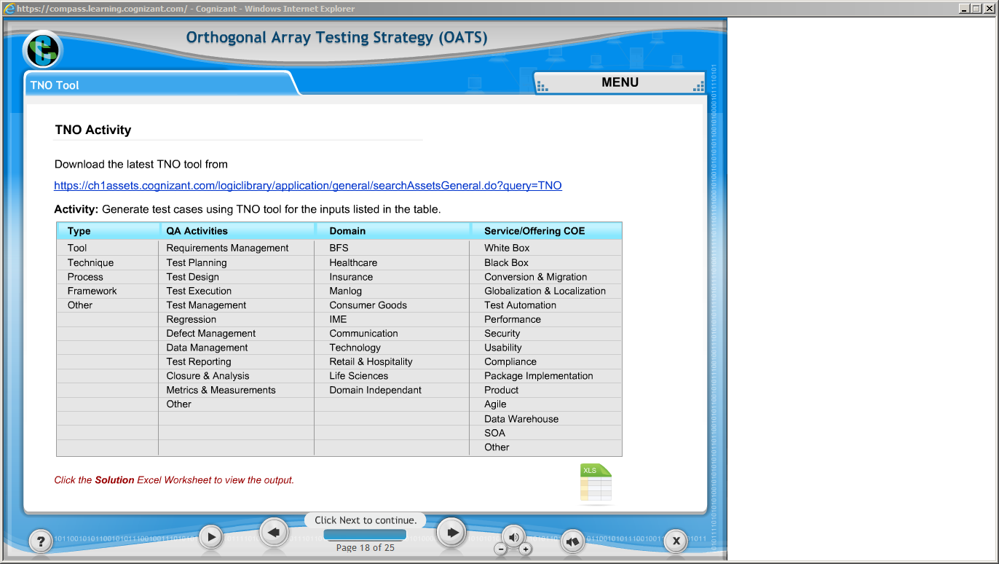 https://compass.learning.cognizant.com/ - Cognizant - Windows Internet Explorer
Orthogonal Array Testing Strategy (OATS)
TNO Tool
MENU
TNO Activity
Download the latest TNO tool from
https://ch1assets.cognizant.com/logiclibrary/application/general/searchAssetsGeneral.do?query=TNO
Activity: Generate test cases using TNO tool for the inputs listed in the table.
Type QA Activities Domain Service/Offering COE
Tool Requirements Management BFS White Box
Technique Test Planning Healthcare Black Box
Process Test Design Insurance Conversion & Migration
Framework Test Execution Manlog Globalization & Localization
Other Test Management Consumer Goods Test Automation
Regression IME Performance
Defect Management Communication Security
Data Management Technology Usability
Test Reporting Retail & Hospitality Compliance
Closure & Analysis Life Sciences Package Implementation
Metrics & Measurements Domain Independant Product
Other Agile
Data Warehouse
SOA
Other
Click the Solution Excel Worksheet to view the output.
XLS
Click Next to continue.
Page 18 of 25